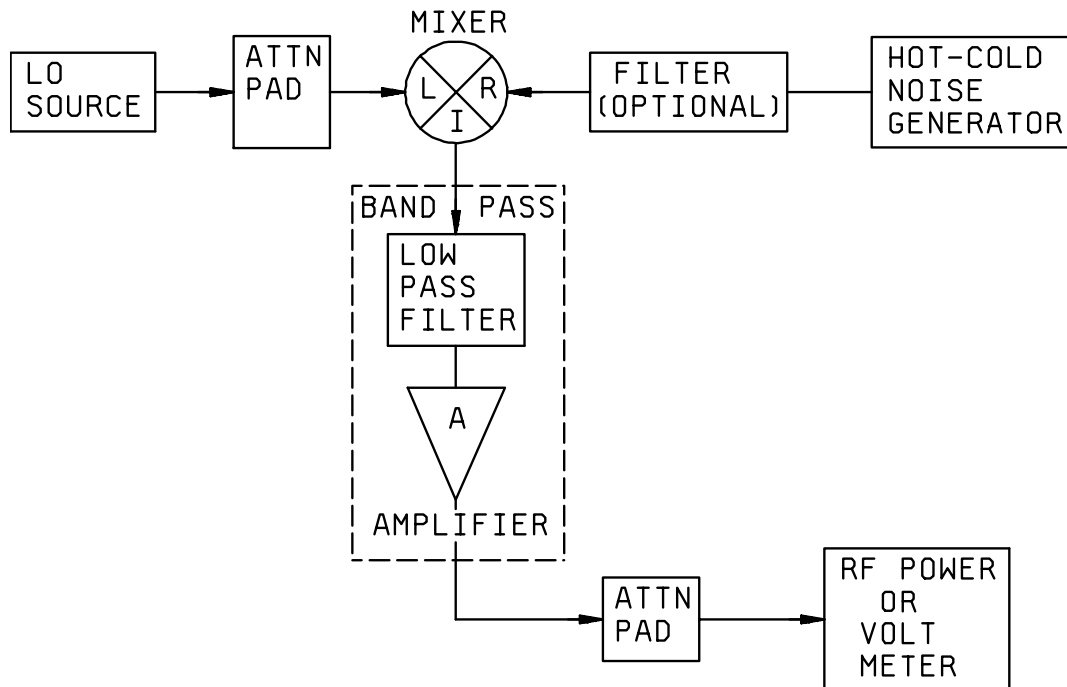 MIXER
LO
SOURCE
ATTN
PAD
L
R
I
FILTER
(OPTIONAL)
HOT-COLD
NOISE
GENERATOR
BAND PASS
LOW
PASS
FILTER
A
AMPLIFIER
ATTN
PAD
RF POWER
OR
VOLT
METER